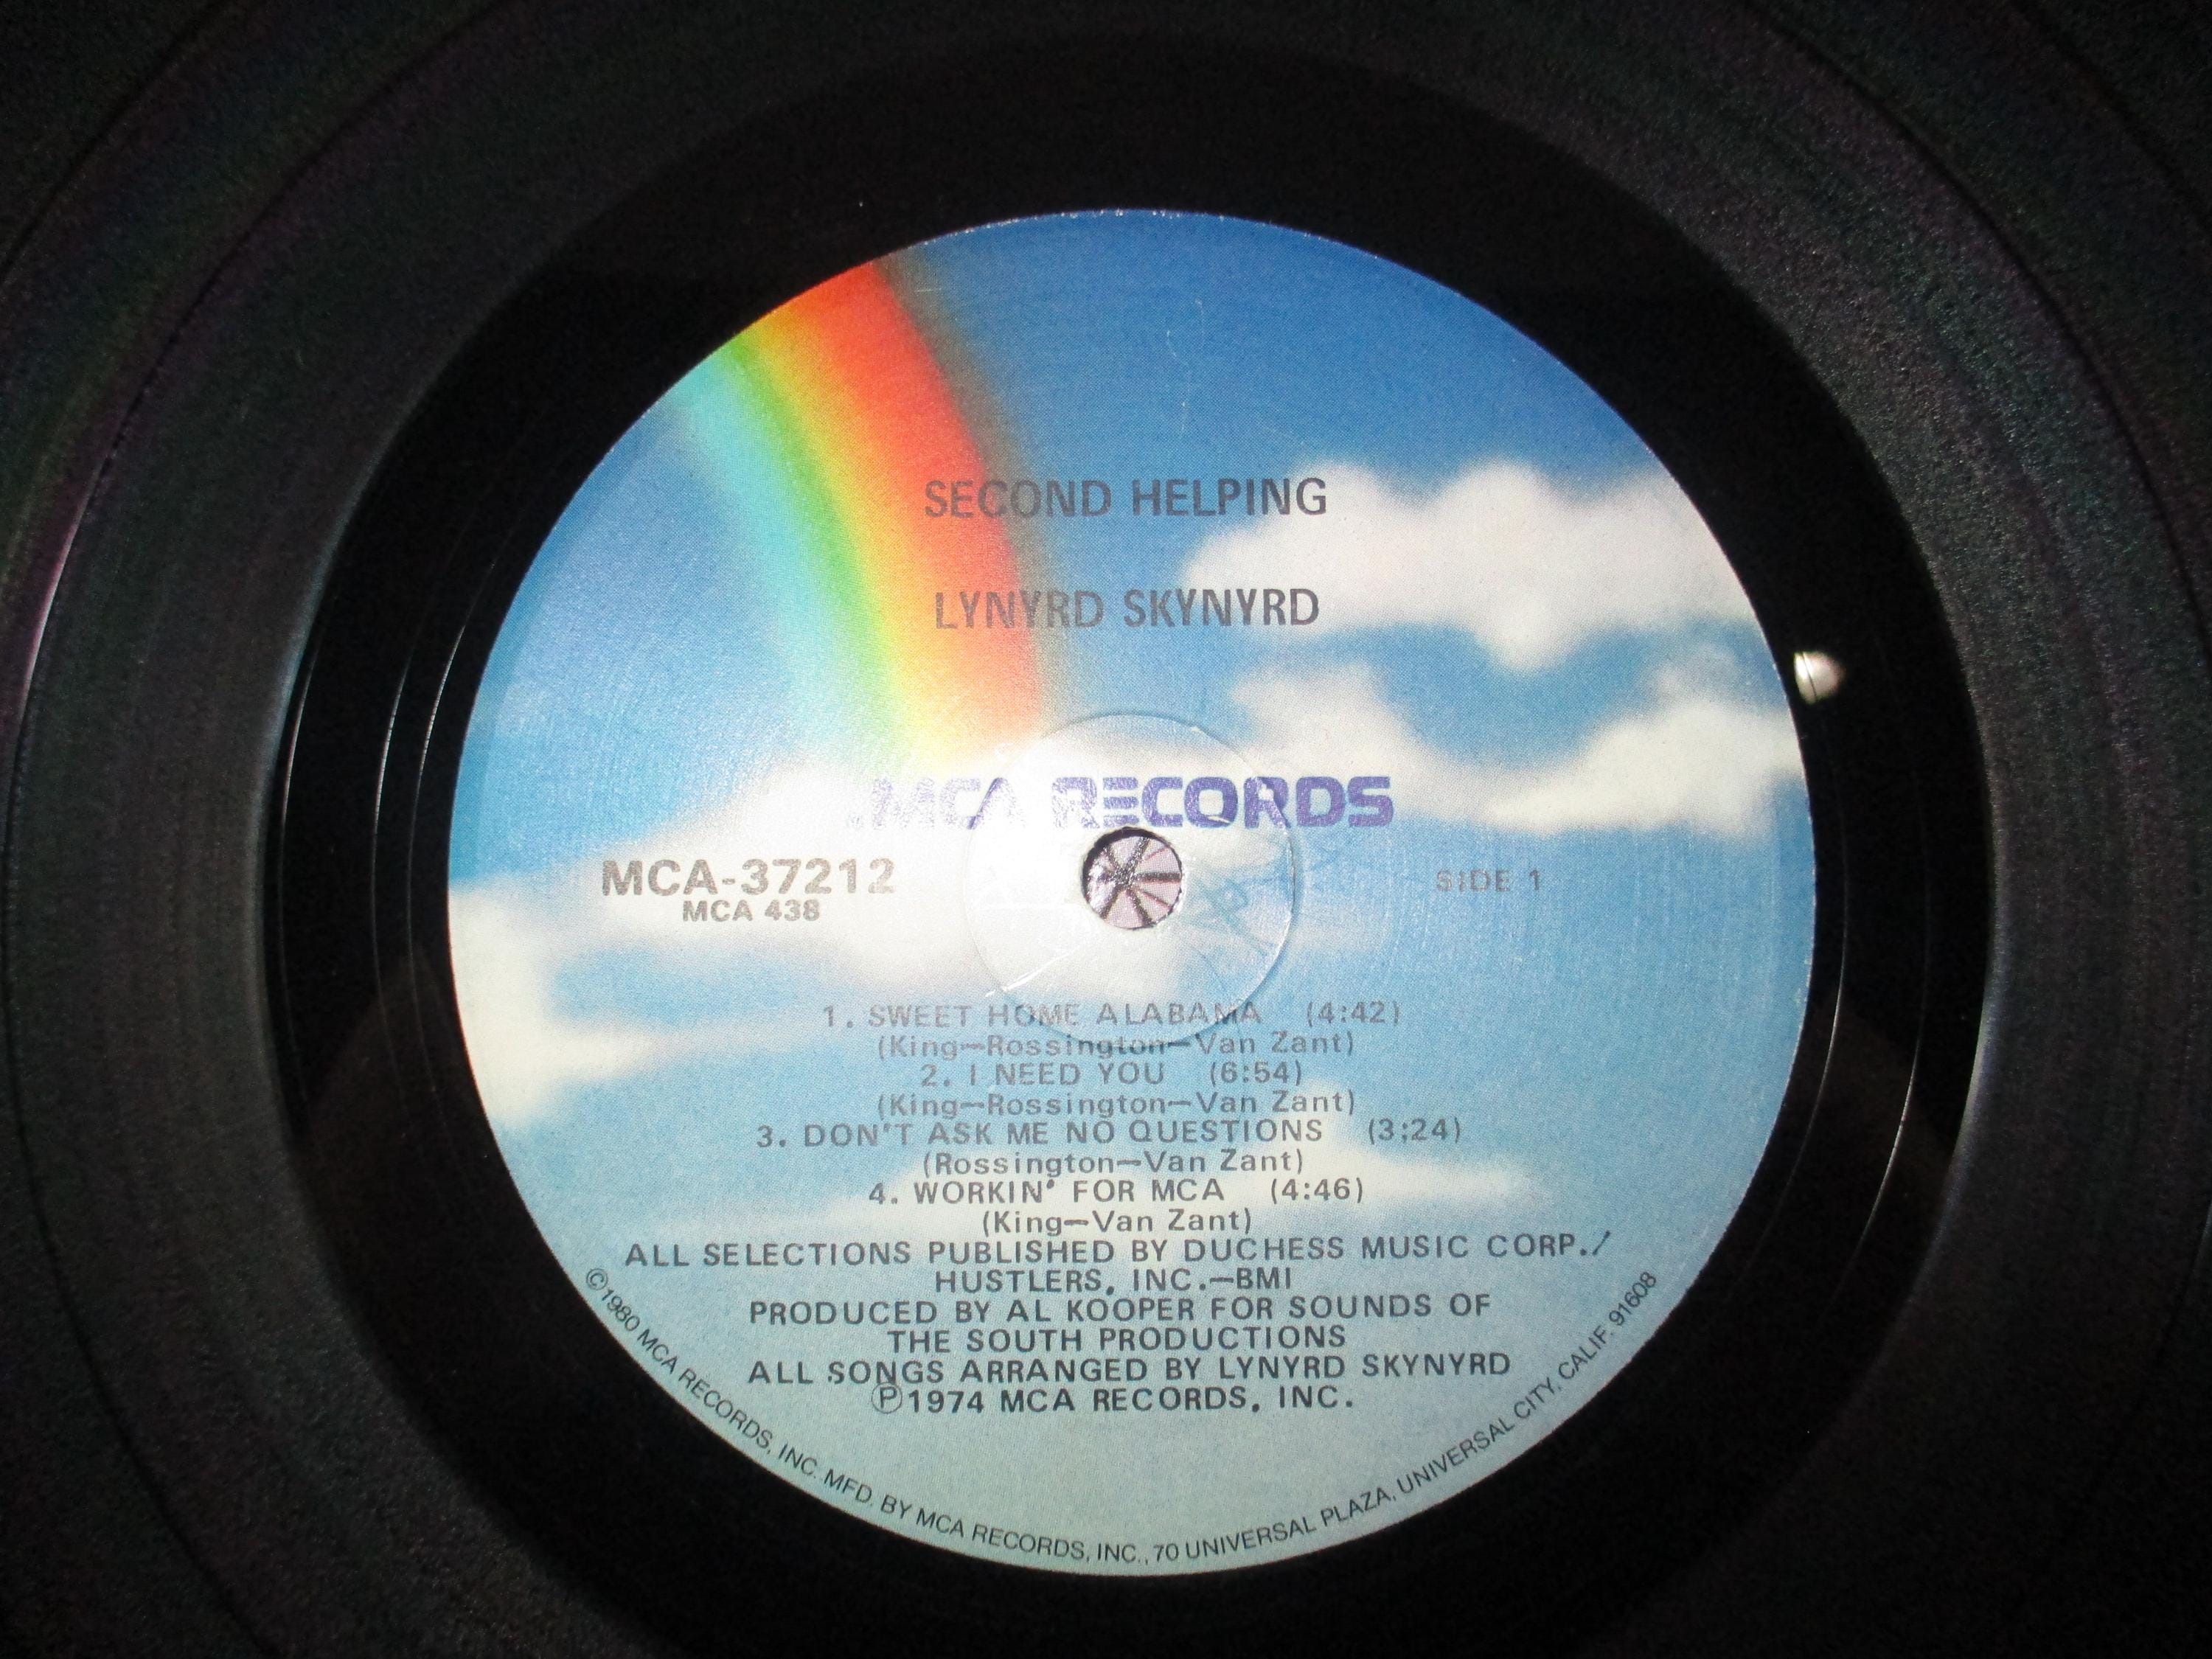 SECOND HELPING
LYNYRD SKYNYRD
MCA RECORDS
MCA-37212
MCA 438
SIDE 1
1. SWEET HOME ALABAMA (4:42)
(King—Rossington—Van Zant)
2. I NEED YOU (6:54)
(King—Rossington—Van Zant)
3. DON'T ASK ME NO QUESTIONS (3:24)
(Rossington—Van Zant)
4. WORKIN' FOR MCA (4:46)
(King—Van Zant)
ALL SELECTIONS PUBLISHED BY DUCHESS MUSIC CORP./
HUSTLERS, INC.—BMI
PRODUCED BY AL KOOPER FOR SOUNDS OF
THE SOUTH PRODUCTIONS
ALL SONGS ARRANGED BY LYNYRD SKYNYRD
Ⓟ1974 MCA RECORDS, INC.
©1980 MCA RECORDS, INC. MFD. BY MCA RECORDS, INC., 70 UNIVERSAL PLAZA, UNIVERSAL CITY, CALIF. 91608